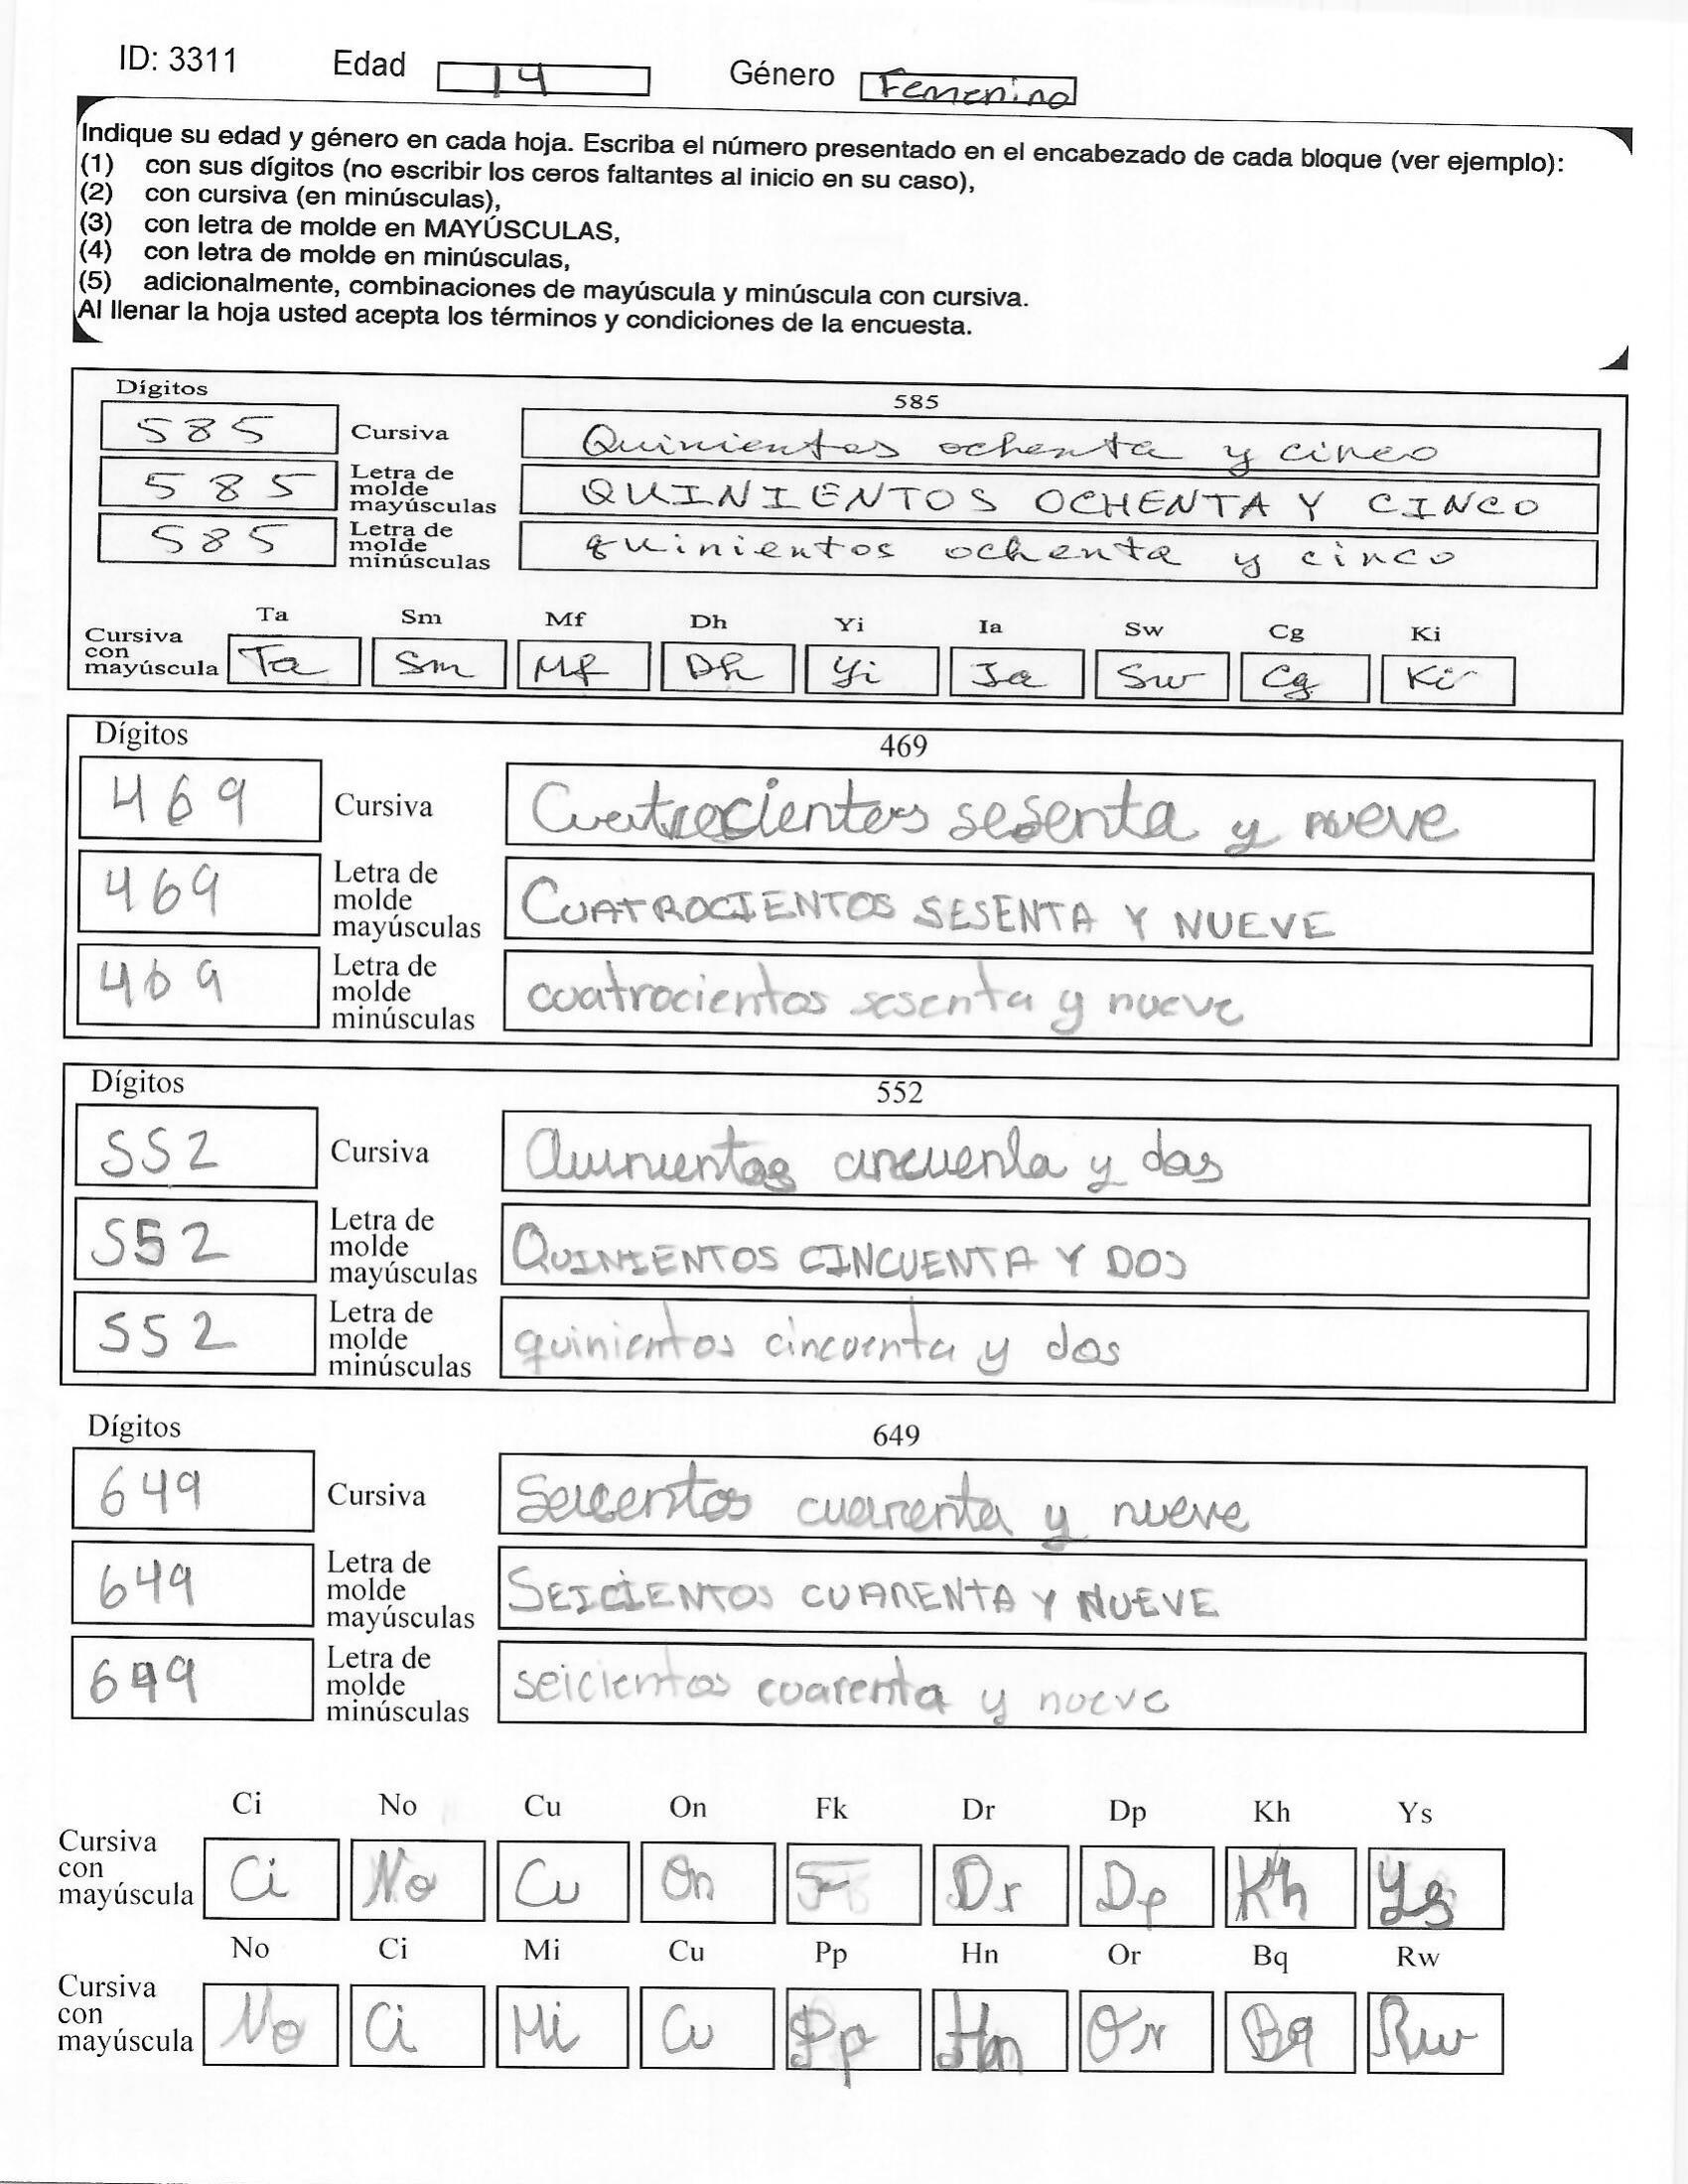 ID: 3311 Edad 14 Género Femenino
Indique su edad y género en cada hoja. Escriba el número presentado en el encabezado de cada bloque (ver ejemplo):
(1) con sus dígitos (no escribir los ceros faltantes al inicio en su caso),
(2) con cursiva (en minúsculas),
(3) con letra de molde en MAYÚSCULAS,
(4) con letra de molde en minúsculas,
(5) adicionalmente, combinaciones de mayúscula y minúscula con cursiva.
Al llenar la hoja usted acepta los términos y condiciones de la encuesta.
Dígitos 585
585 Cursiva Quinientos ochenta y cinco
585 Letra de molde mayúsculas QUINIENTOS OCHENTA Y CINCO
585 Letra de molde minúsculas quinientos ochenta y cinco
Ta Sm Mf Dh Yi Ia Sw Cg Ki
Cursiva con mayúscula Ta Sm Mf Dh Yi Ia Sw Cg Ki
Dígitos 469
469 Cursiva Cuatrocientos sesenta y nueve
469 Letra de molde mayúsculas CUATROCIENTOS SESENTA Y NUEVE
469 Letra de molde minúsculas cuatrocientos sesenta y nueve
Dígitos 552
552 Cursiva Quinientos cincuenta y dos
552 Letra de molde mayúsculas QUINIENTOS CINCUENTA Y DOS
552 Letra de molde minúsculas quinientos cincuenta y dos
Dígitos 649
649 Cursiva Seicentos cuarenta y nueve
649 Letra de molde mayúsculas SEICIENTOS CUARENTA Y NUEVE
649 Letra de molde minúsculas seicientos cuarenta y nueve
Ci No Cu On Fk Dr Dp Kh Ys
Cursiva con mayúscula Ci No Cu On Dr Dp Kh Ys
No Ci Mi Cu Pp Hn Or Bq Rw
Cursiva con mayúscula No Ci Mi Cu Pp Hn Or Bq Rw